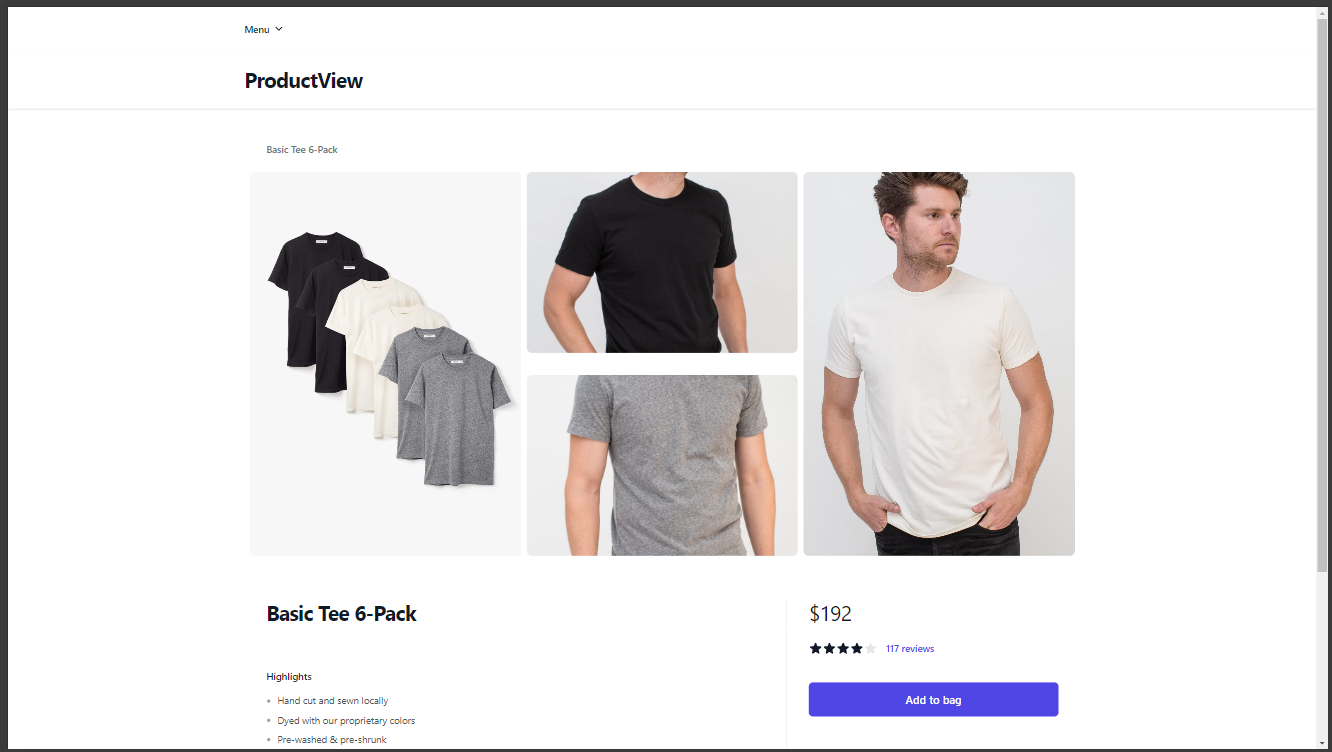 Menu
ProductView
Basic Tee 6-Pack
Basic Tee 6-Pack
$192
117 reviews
Add to bag
Highlights
Hand cut and sewn locally
Dyed with our proprietary colors
Pre-washed & pre-shrunk